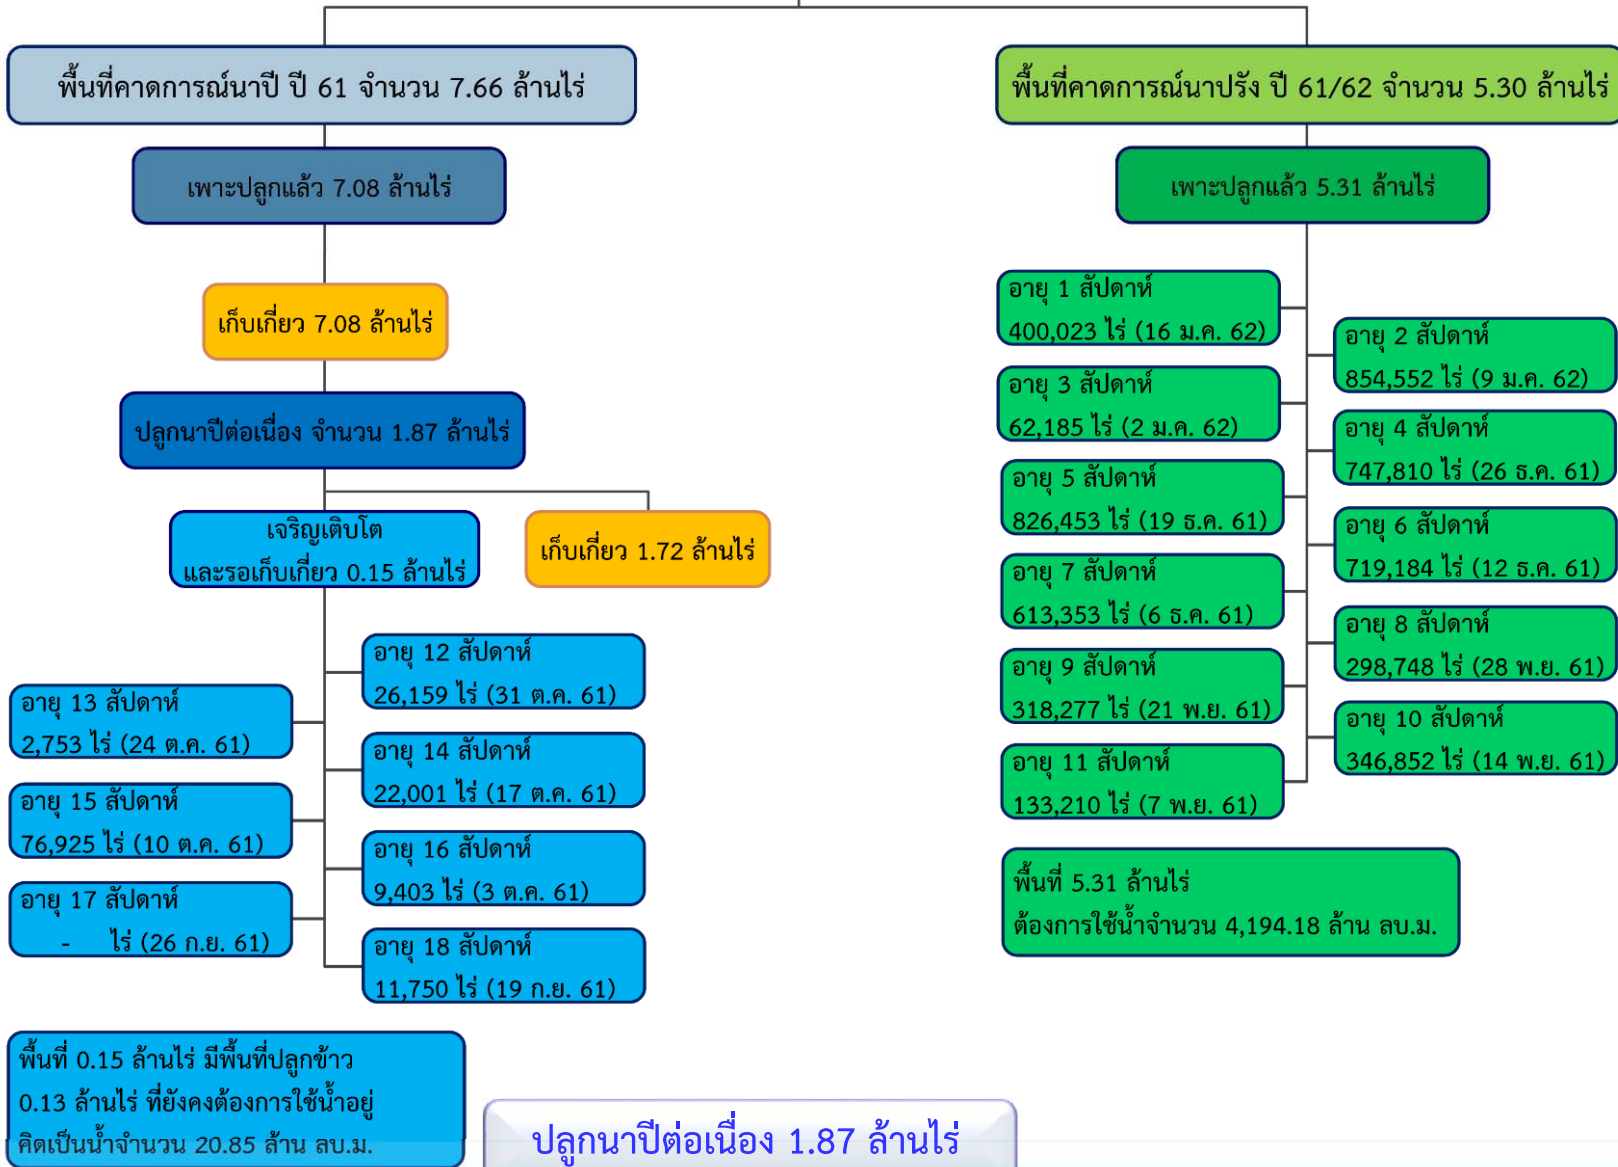 พื้นที่คาดการณ์นาปี ปี 61 จำนวน 7.66 ล้านไร่
เพาะปลูกแล้ว 7.08 ล้านไร่
เก็บเกี่ยว 7.08 ล้านไร่
ปลูกนาปีต่อเนื่อง จำนวน 1.87 ล้านไร่
เจริญเติบโต
และรอเก็บเกี่ยว 0.15 ล้านไร่
เก็บเกี่ยว 1.72 ล้านไร่
อายุ 12 สัปดาห์
26,159 ไร่ (31 ต.ค. 61)
อายุ 13 สัปดาห์
2,753 ไร่ (24 ต.ค. 61)
อายุ 14 สัปดาห์
22,001 ไร่ (17 ต.ค. 61)
อายุ 15 สัปดาห์
76,925 ไร่ (10 ต.ค. 61)
อายุ 16 สัปดาห์
9,403 ไร่ (3 ต.ค. 61)
อายุ 17 สัปดาห์
- ไร่ (26 ก.ย. 61)
อายุ 18 สัปดาห์
11,750 ไร่ (19 ก.ย. 61)
พื้นที่ 0.15 ล้านไร่ มีพื้นที่ปลูกข้าว
0.13 ล้านไร่ ที่ยังคงต้องการใช้น้ำอยู่
คิดเป็นน้ำจำนวน 20.85 ล้าน ลบ.ม.
พื้นที่คาดการณ์นาปรัง ปี 61/62 จำนวน 5.30 ล้านไร่
เพาะปลูกแล้ว 5.31 ล้านไร่
อายุ 1 สัปดาห์
400,023 ไร่ (16 ม.ค. 62)
อายุ 2 สัปดาห์
854,552 ไร่ (9 ม.ค. 62)
อายุ 3 สัปดาห์
62,185 ไร่ (2 ม.ค. 62)
อายุ 4 สัปดาห์
747,810 ไร่ (26 ธ.ค. 61)
อายุ 5 สัปดาห์
826,453 ไร่ (19 ธ.ค. 61)
อายุ 6 สัปดาห์
719,184 ไร่ (12 ธ.ค. 61)
อายุ 7 สัปดาห์
613,353 ไร่ (6 ธ.ค. 61)
อายุ 8 สัปดาห์
298,748 ไร่ (28 พ.ย. 61)
อายุ 9 สัปดาห์
318,277 ไร่ (21 พ.ย. 61)
อายุ 10 สัปดาห์
346,852 ไร่ (14 พ.ย. 61)
อายุ 11 สัปดาห์
133,210 ไร่ (7 พ.ย. 61)
พื้นที่ 5.31 ล้านไร่
ต้องการใช้น้ำจำนวน 4,194.18 ล้าน ลบ.ม.
ปลูกนาปีต่อเนื่อง 1.87 ล้านไร่